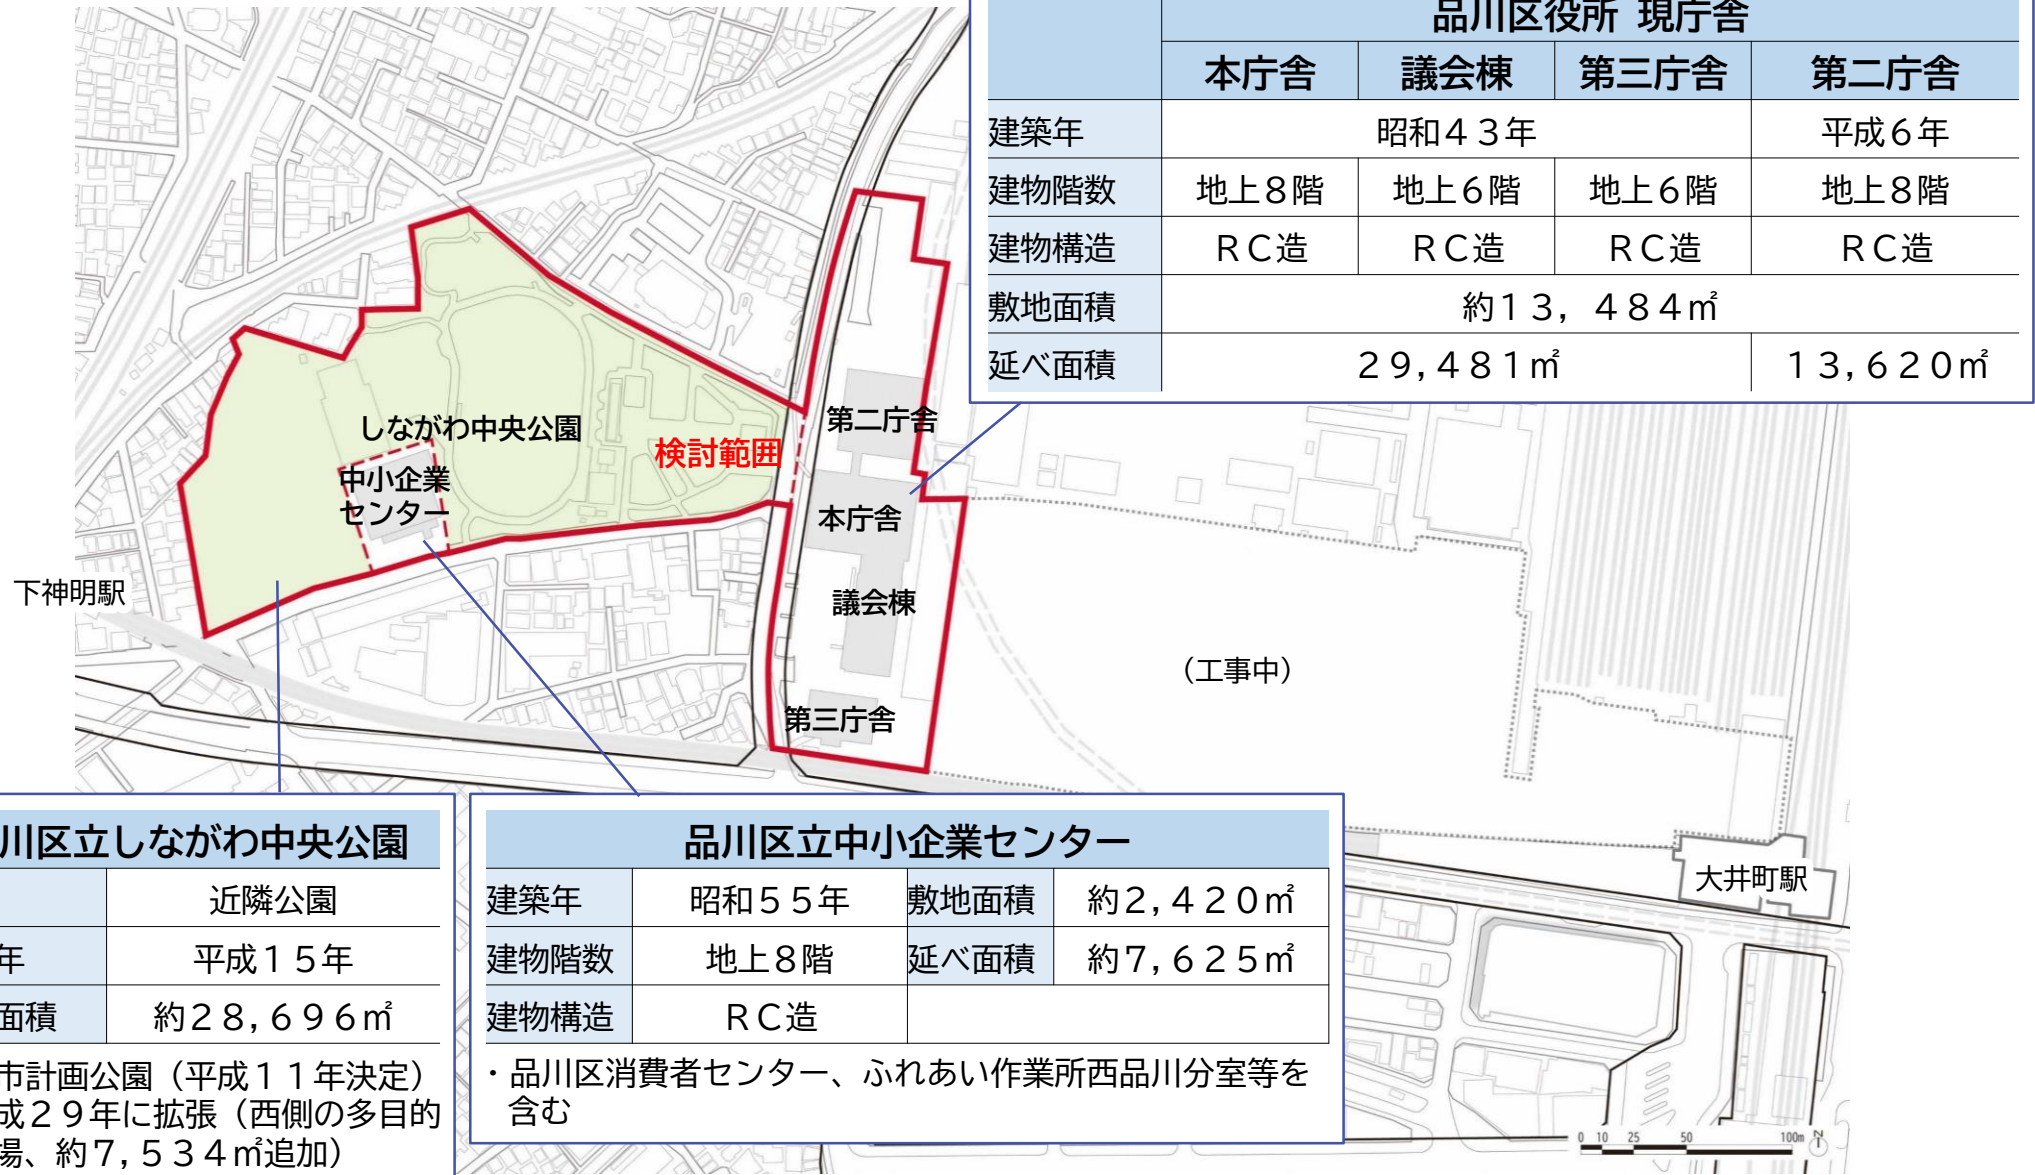 品川区役所 現庁舎
本庁舎 議会棟 第三庁舎 第二庁舎
建築年 昭和４３年 平成６年
建物階数 地上８階 地上６階 地上６階 地上８階
建物構造 ＲＣ造 ＲＣ造 ＲＣ造 ＲＣ造
敷地面積 約１３，４８４㎡
延べ面積 ２９，４８１㎡ １３，６２０㎡
しながわ中央公園
検討範囲
中小企業
センター
第二庁舎
本庁舎
議会棟
第三庁舎
下神明駅
（工事中）
大井町駅
川区立しながわ中央公園
近隣公園
年 平成１５年
面積 約２８，６９６㎡
市計画公園（平成１１年決定）
成２９年に拡張（西側の多目的
場、約７，５３４㎡追加）
品川区立中小企業センター
建築年 昭和５５年 敷地面積 約２，４２０㎡
建物階数 地上８階 延べ面積 約７，６２５㎡
建物構造 ＲＣ造
・品川区消費者センター、ふれあい作業所西品川分室等を
含む
0 10 25 50 100m N